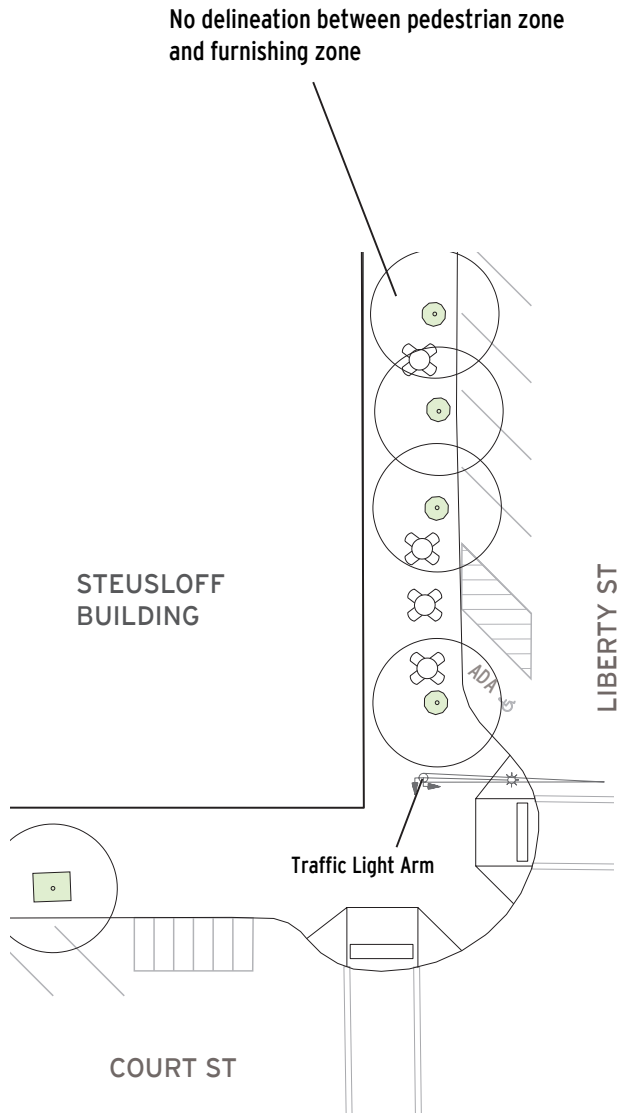 No delineation between pedestrian zone
and furnishing zone
STEUSLOFF
BUILDING
LIBERTY ST
ADA
Traffic Light Arm
COURT ST